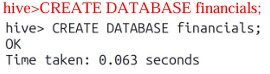 hive>CREATE DATABASE financials;
hive> CREATE DATABASE financials;
OK
Time taken: 0.063 seconds